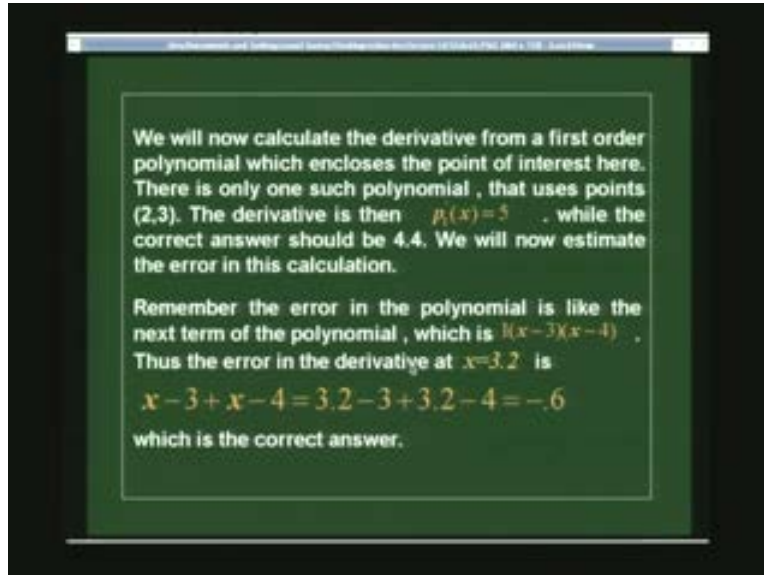 We will now calculate the derivative from a first order
polynomial which encloses the point of interest here.
There is only one such polynomial , that uses points
(2,3). The derivative is then p₁(x)=5 . while the
correct answer should be 4.4. We will now estimate
the error in this calculation.
Remember the error in the polynomial is like the
next term of the polynomial , which is 1(x-3)(x-4) .
Thus the error in the derivative at x=3.2 is
x-3+x-4=3.2-3+3.2-4=-.6
which is the correct answer.